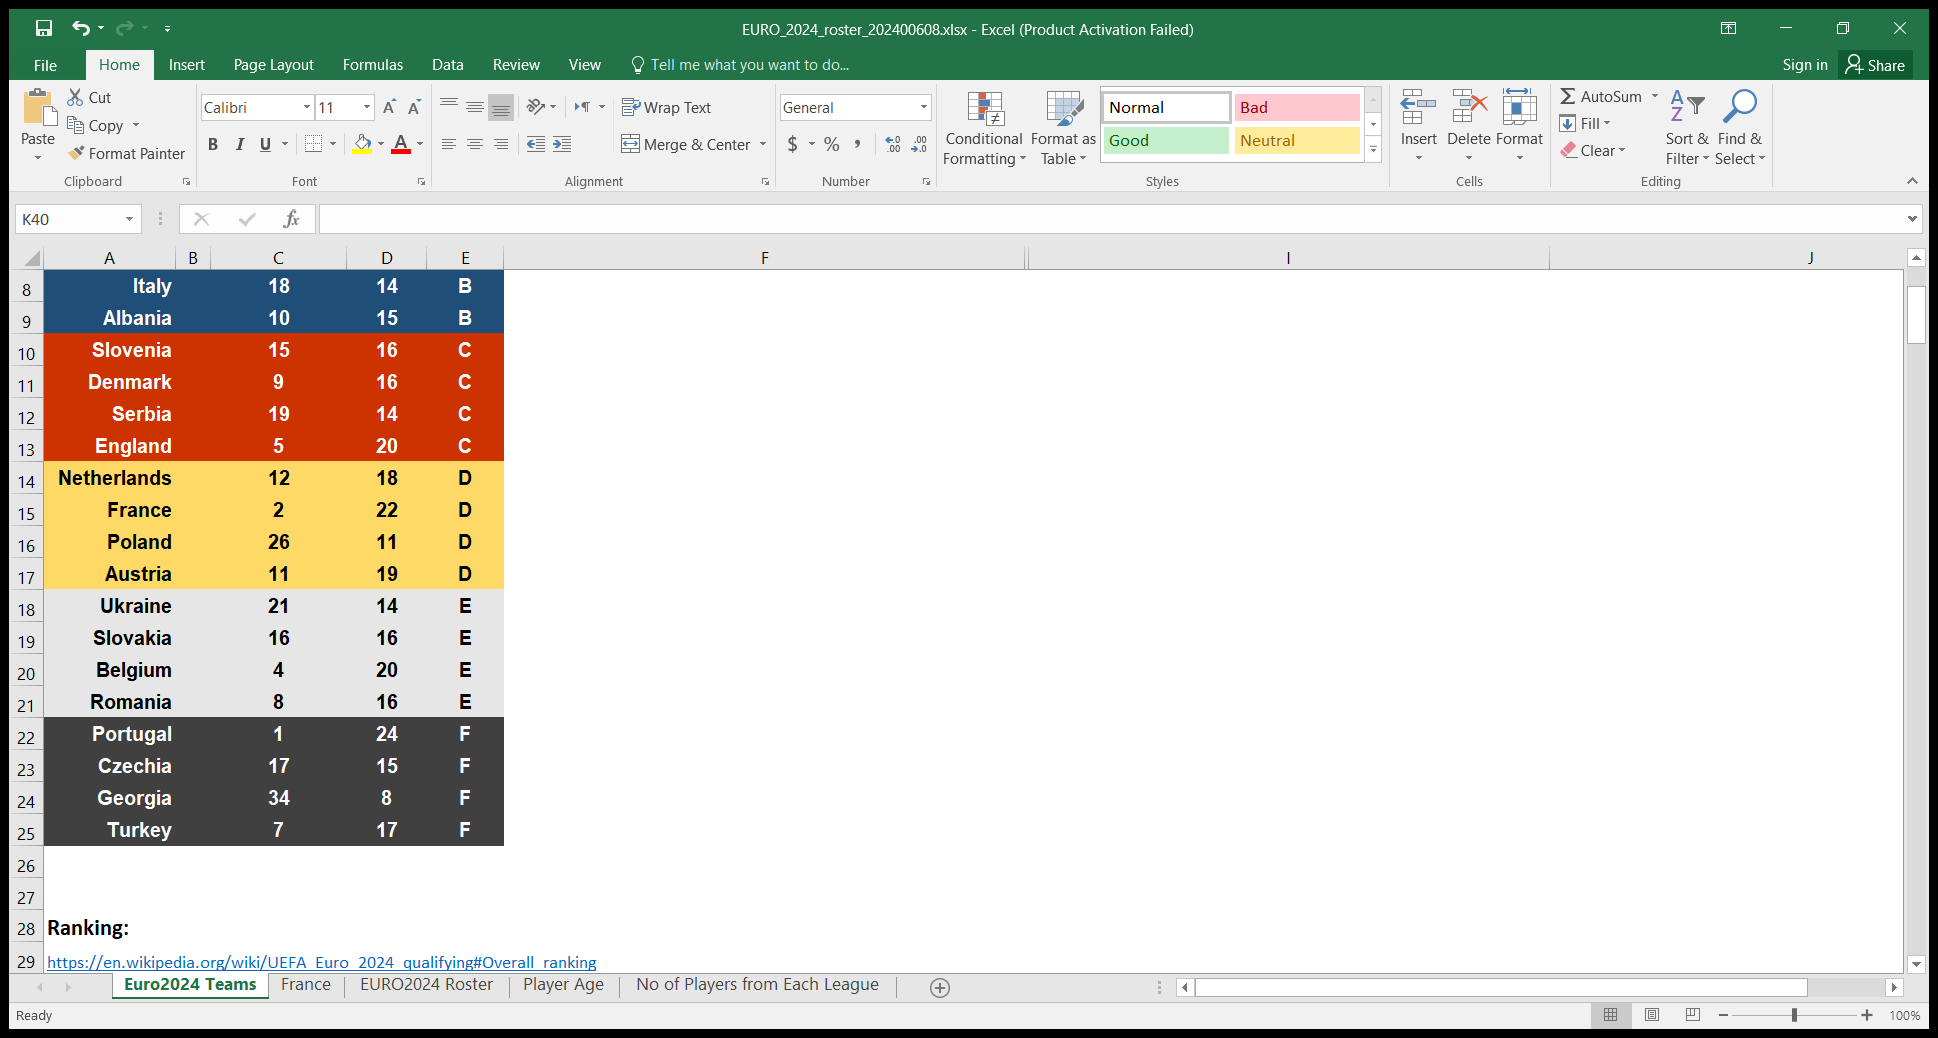 EURO_2024_roster_202400608.xlsx - Excel (Product Activation Failed)
File Home Insert Page Layout Formulas Data Review View Tell me what you want to do... Sign in Share
Paste
Cut
Copy
Format Painter
Clipboard
Calibri 11
B I U
Font
Wrap Text
Merge & Center
Alignment
General
$ % ,
Number
Conditional Formatting
Format as Table
Normal Bad
Good Neutral
Styles
Insert Delete Format
Cells
AutoSum
Fill
Clear
Sort & Filter
Find & Select
Editing
K40 fx
A B C D E F I J
8 Italy 18 14 B
9 Albania 10 15 B
10 Slovenia 15 16 C
11 Denmark 9 16 C
12 Serbia 19 14 C
13 England 5 20 C
14 Netherlands 12 18 D
15 France 2 22 D
16 Poland 26 11 D
17 Austria 11 19 D
18 Ukraine 21 14 E
19 Slovakia 16 16 E
20 Belgium 4 20 E
21 Romania 8 16 E
22 Portugal 1 24 F
23 Czechia 17 15 F
24 Georgia 34 8 F
25 Turkey 7 17 F
26
27
28 Ranking:
29 https://en.wikipedia.org/wiki/UEFA_Euro_2024_qualifying#Overall_ranking
Euro2024 Teams France EURO2024 Roster Player Age No of Players from Each League
Ready 100%